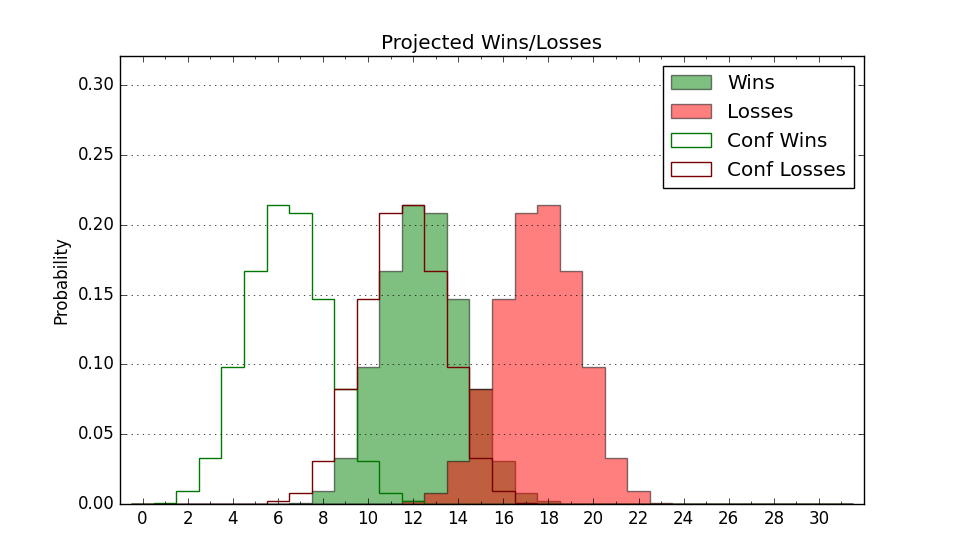 Projected Wins/Losses
Wins
Losses
Conf Wins
Conf Losses
Probability
0.30
0.25
0.20
0.15
0.10
0.05
0.00
0 2 4 6 8 10 12 14 16 18 20 22 24 26 28 30